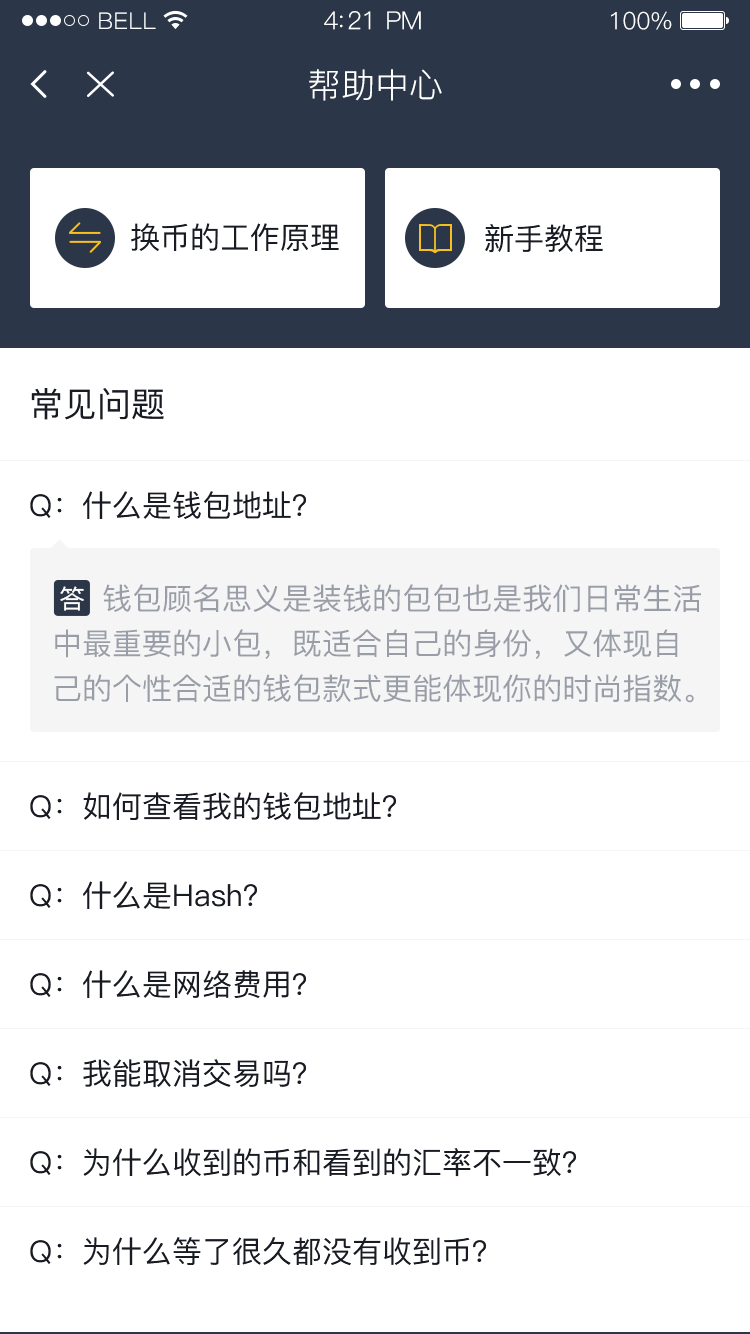 BELL 4:21 PM 100%
帮助中心
换币的工作原理 新手教程
常见问题
Q：什么是钱包地址?
答 钱包顾名思义是装钱的包包也是我们日常生活
中最重要的小包，既适合自己的身份，又体现自
己的个性合适的钱包款式更能体现你的时尚指数。
Q：如何查看我的钱包地址?
Q：什么是Hash?
Q：什么是网络费用?
Q：我能取消交易吗?
Q：为什么收到的币和看到的汇率不一致?
Q：为什么等了很久都没有收到币?